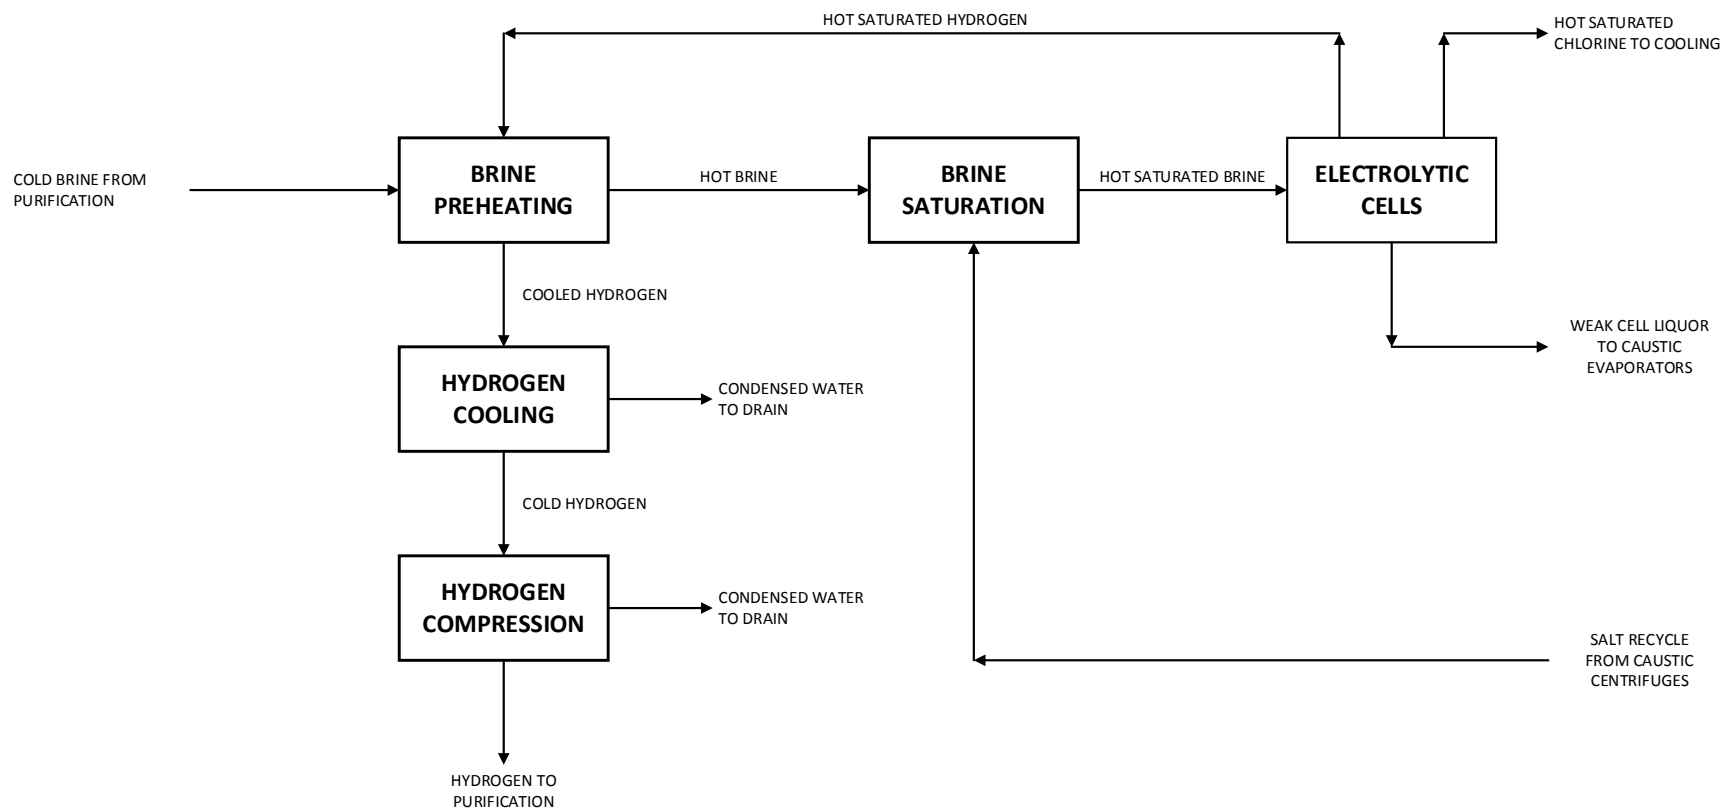 HOT SATURATED HYDROGEN
HOT SATURATED
CHLORINE TO COOLING
COLD BRINE FROM
PURIFICATION
BRINE
PREHEATING
HOT BRINE
BRINE
SATURATION
HOT SATURATED BRINE
ELECTROLYTIC
CELLS
COOLED HYDROGEN
WEAK CELL LIQUOR
TO CAUSTIC
EVAPORATORS
HYDROGEN
COOLING
CONDENSED WATER
TO DRAIN
COLD HYDROGEN
HYDROGEN
COMPRESSION
CONDENSED WATER
TO DRAIN
SALT RECYCLE
FROM CAUSTIC
CENTRIFUGES
HYDROGEN TO
PURIFICATION